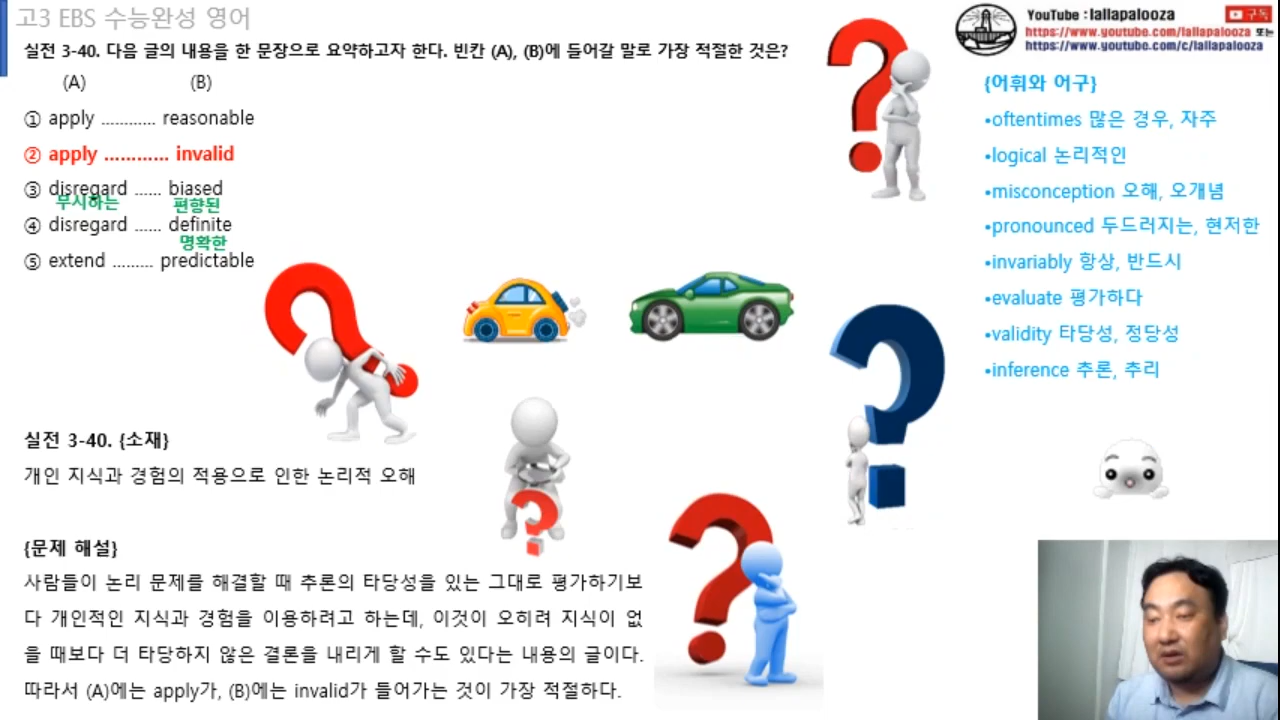 고3 EBS 수능완성 영어
실전 3-40. 다음 글의 내용을 한 문장으로 요약하고자 한다. 빈칸 (A), (B)에 들어갈 말로 가장 적절한 것은?
(A) (B)
① apply ............ reasonable
② apply ............ invalid
③ disregard ...... biased
무시하는 편향된
④ disregard ...... definite
명확한
⑤ extend ......... predictable
실전 3-40. {소재}
개인 지식과 경험의 적용으로 인한 논리적 오해
{문제 해설}
사람들이 논리 문제를 해결할 때 추론의 타당성을 있는 그대로 평가하기보
다 개인적인 지식과 경험을 이용하려고 하는데, 이것이 오히려 지식이 없
을 때보다 더 타당하지 않은 결론을 내리게 할 수도 있다는 내용의 글이다.
따라서 (A)에는 apply가, (B)에는 invalid가 들어가는 것이 가장 적절하다.
YouTube : lallapalooza 구독
https://www.youtube.com/lallapalooza 또는
https://www.youtube.com/c/lallapalooza
{어휘와 어구}
•oftentimes 많은 경우, 자주
•logical 논리적인
•misconception 오해, 오개념
•pronounced 두드러지는, 현저한
•invariably 항상, 반드시
•evaluate 평가하다
•validity 타당성, 정당성
•inference 추론, 추리